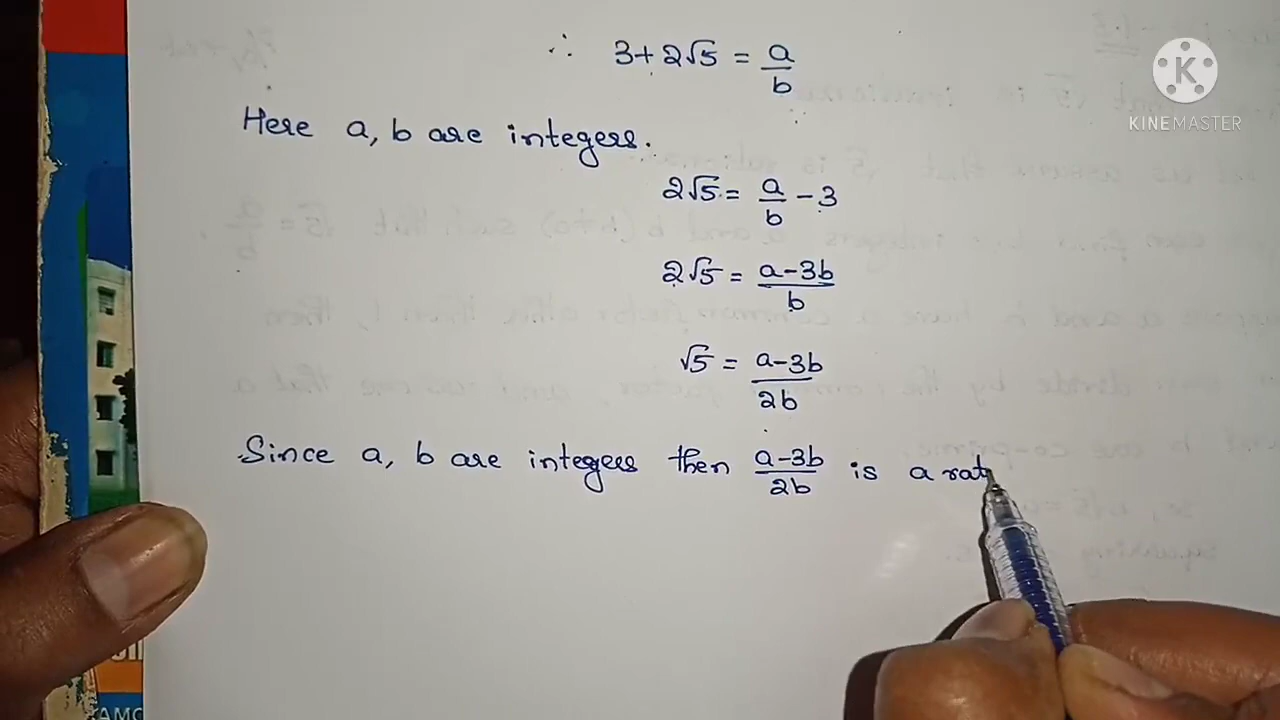 ∴ 3+2√5 = a/b
KINEMASTER
Here a, b are integers.
2√5 = a/b - 3
2√5 = a-3b/b
√5 = a-3b/2b
Since a, b are integers then a-3b/2b is a rat